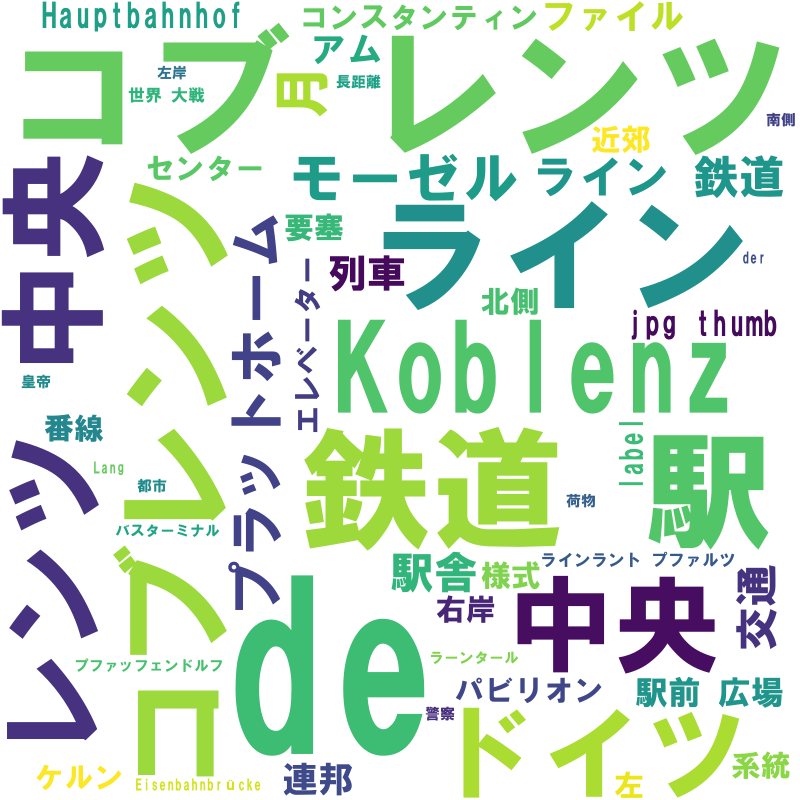 Hauptbahnhof
コンスタンティン
ファイル
コブレンツ
左岸
アム
月
長距離
世界 大戦
南側
近郊
センター
モーゼル
ライン
鉄道
中央
レンツ
コブレンツ
要塞
プラットホーム
エレベーター
列車
ライン
北側
der
jpg thumb
Koblenz
皇帝
番線
Lang
都市
バスターミナル
鉄道
label
荷物
駅
駅舎
様式
ラインラント プファルツ
右岸
中央
交通
プファッフェンドルフ
de
ラーンタール
警察
パビリオン
駅前 広場
ドイツ
ケルン
Eisenbahnbrücke
連邦
左
系統